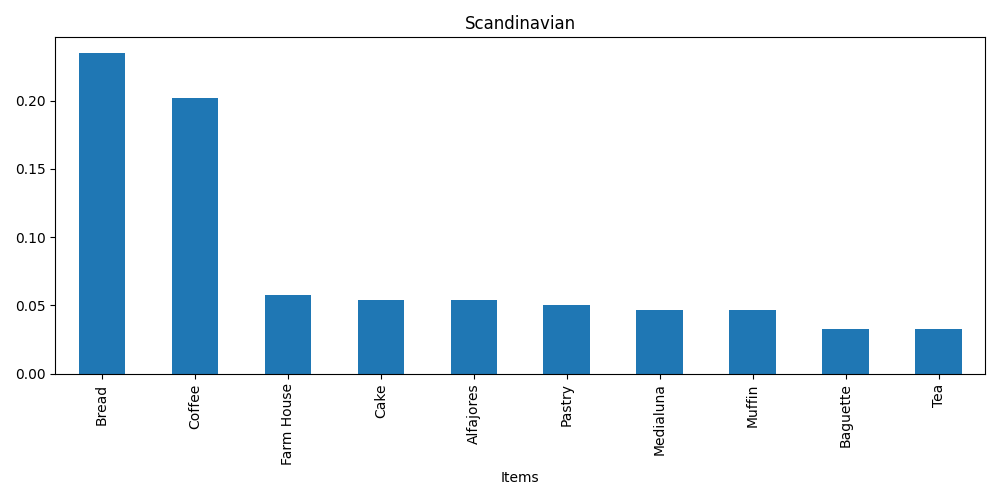 Scandinavian
0.20
0.15
0.10
0.05
0.00
Bread
Coffee
Farm House
Cake
Alfajores
Pastry
Medialuna
Muffin
Baguette
Tea
Items